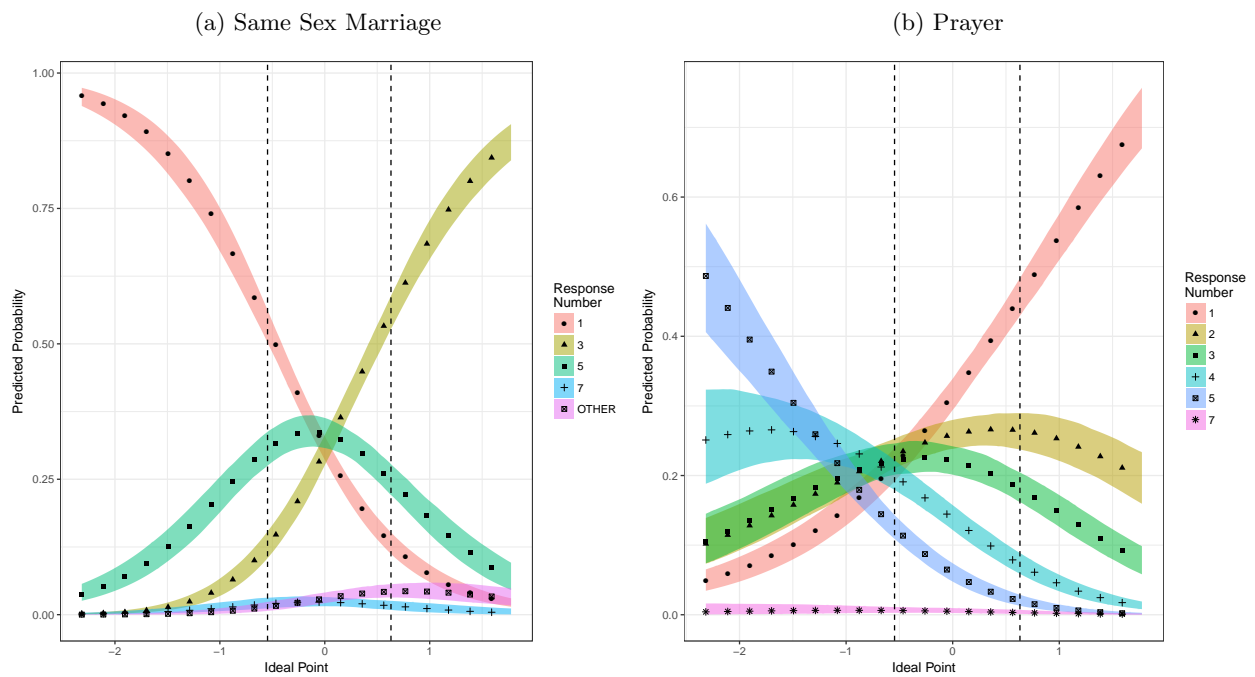 (a) Same Sex Marriage
Predicted Probability
1.00
0.75
0.50
0.25
0.00
−2
−1
0
1
Ideal Point
Response
Number
1
3
5
7
OTHER
(b) Prayer
Predicted Probability
0.6
0.4
0.2
0.0
−2
−1
0
1
Ideal Point
Response
Number
1
2
3
4
5
7